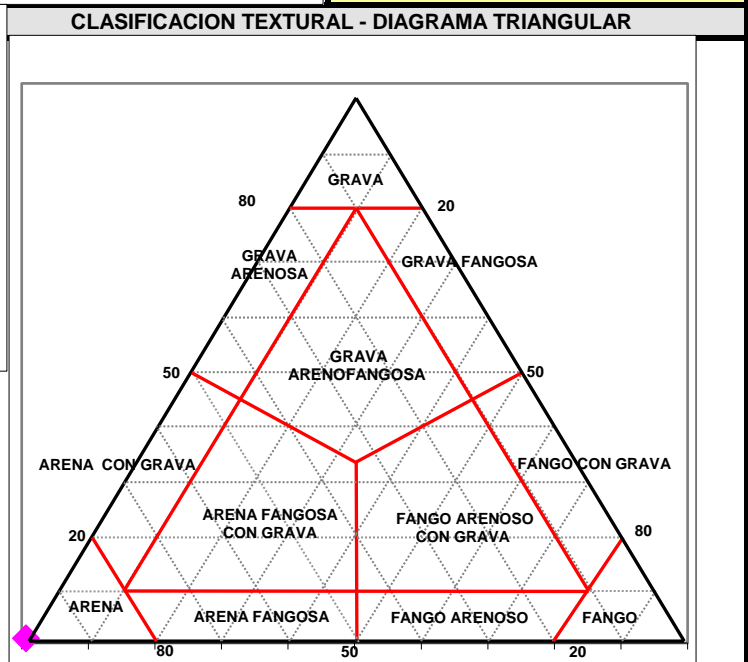 CLASIFICACION TEXTURAL - DIAGRAMA TRIANGULAR
GRAVA
80
20
GRAVA
ARENOSA
GRAVA FANGOSA
GRAVA
ARENOFANGOSA
50
50
ARENA CON GRAVA
FANGO CON GRAVA
ARENA FANGOSA
CON GRAVA
FANGO ARENOSO
CON GRAVA
20
80
ARENA
ARENA FANGOSA
FANGO ARENOSO
FANGO
80
50
20